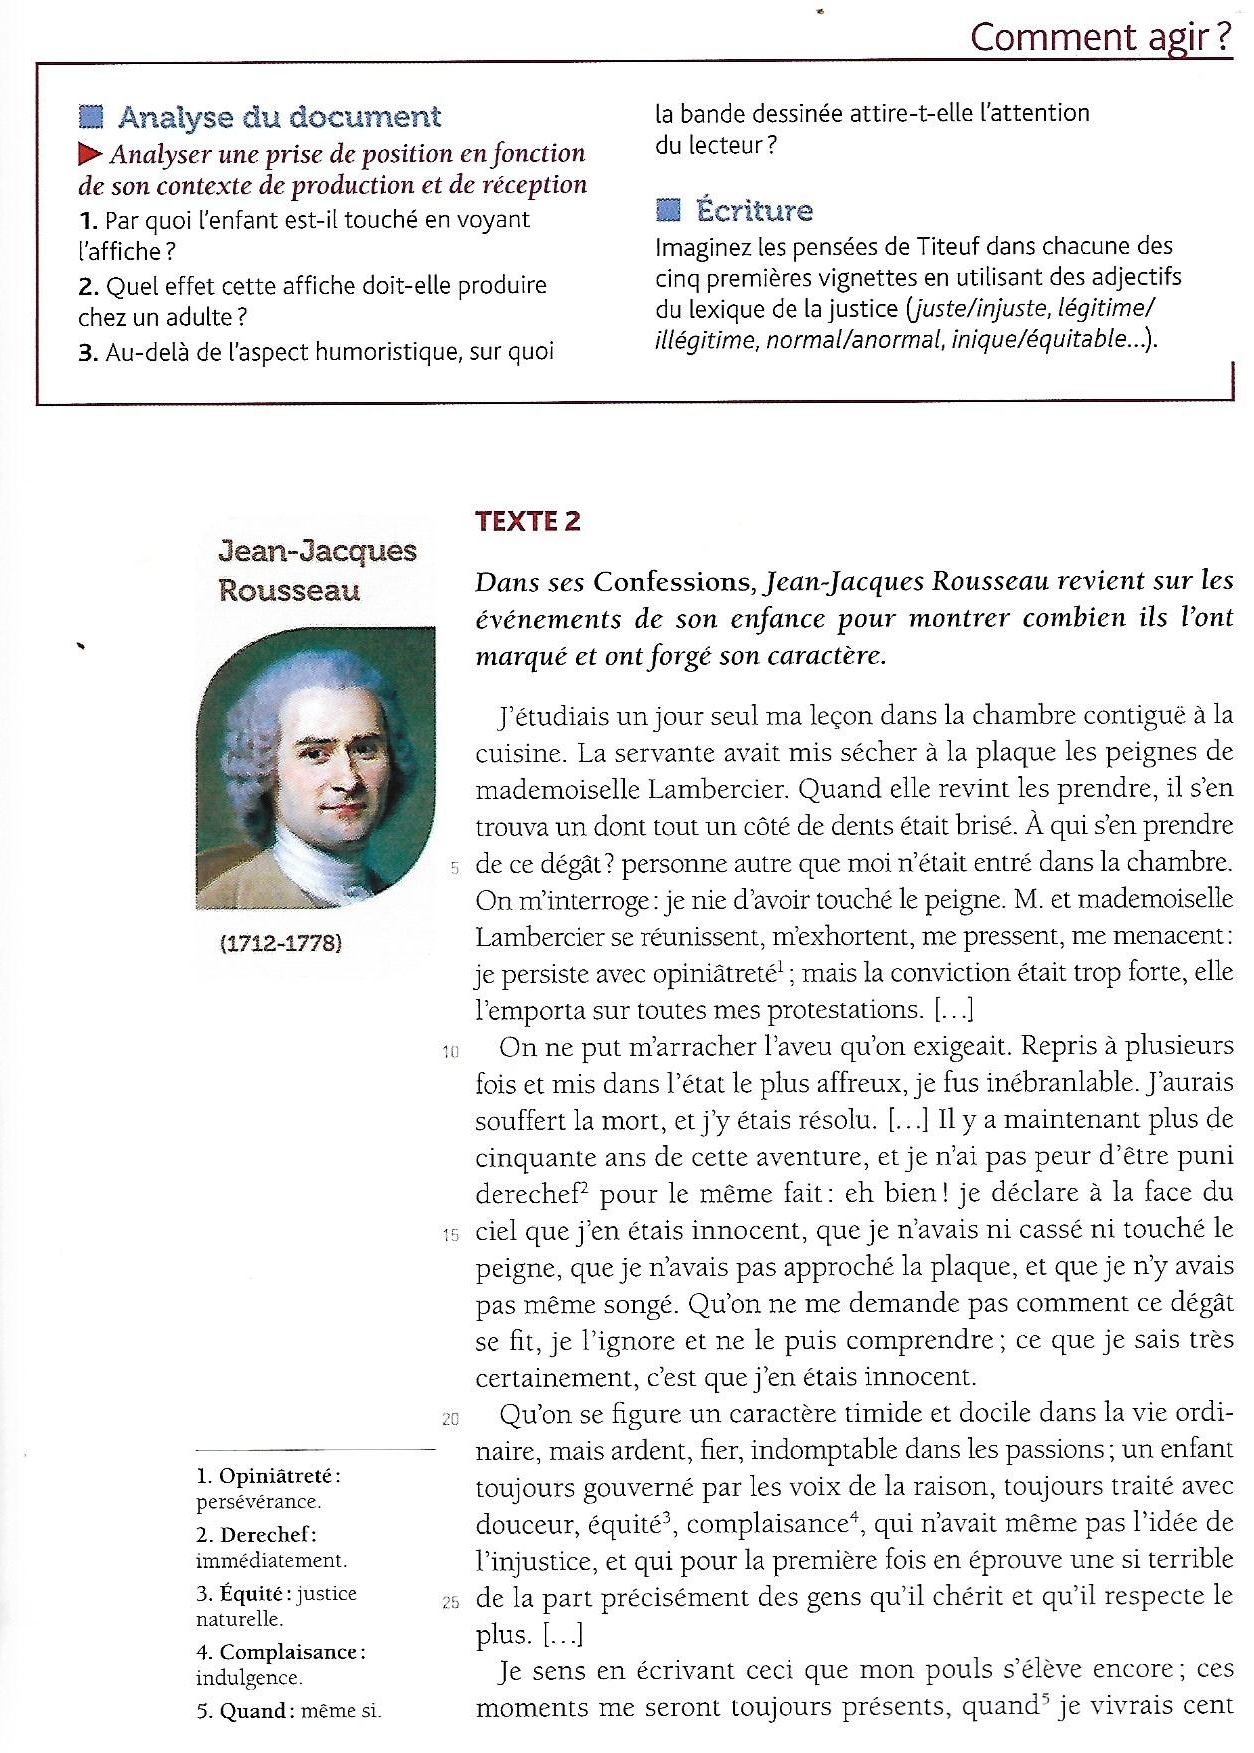 Comment agir ?
Analyse du document
Analyser une prise de position en fonction
de son contexte de production et de réception
1. Par quoi l'enfant est-il touché en voyant
l'affiche ?
2. Quel effet cette affiche doit-elle produire
chez un adulte ?
3. Au-delà de l'aspect humoristique, sur quoi
la bande dessinée attire-t-elle l'attention
du lecteur ?
Écriture
Imaginez les pensées de Titeuf dans chacune des
cinq premières vignettes en utilisant des adjectifs
du lexique de la justice (juste/injuste, légitime/
illégitime, normal/anormal, inique/équitable...).
Jean-Jacques
Rousseau
(1712-1778)
TEXTE 2
Dans ses Confessions, Jean-Jacques Rousseau revient sur les
événements de son enfance pour montrer combien ils l'ont
marqué et ont forgé son caractère.
J'étudiais un jour seul ma leçon dans la chambre contiguë à la
cuisine. La servante avait mis sécher à la plaque les peignes de
mademoiselle Lambercier. Quand elle revint les prendre, il s'en
trouva un dont tout un côté de dents était brisé. À qui s'en prendre
5 de ce dégât ? personne autre que moi n'était entré dans la chambre.
On m'interroge : je nie d'avoir touché le peigne. M. et mademoiselle
Lambercier se réunissent, m'exhortent, me pressent, me menacent :
je persiste avec opiniâtreté¹ ; mais la conviction était trop forte, elle
l'emporta sur toutes mes protestations. [...]
10 On ne put m'arracher l'aveu qu'on exigeait. Repris à plusieurs
fois et mis dans l'état le plus affreux, je fus inébranlable. J'aurais
souffert la mort, et j'y étais résolu. [...] Il y a maintenant plus de
cinquante ans de cette aventure, et je n'ai pas peur d'être puni
derechef² pour le même fait : eh bien ! je déclare à la face du
15 ciel que j'en étais innocent, que je n'avais ni cassé ni touché le
peigne, que je n'avais pas approché la plaque, et que je n'y avais
pas même songé. Qu'on ne me demande pas comment ce dégât
se fit, je l'ignore et ne le puis comprendre ; ce que je sais très
certainement, c'est que j'en étais innocent.
20 Qu'on se figure un caractère timide et docile dans la vie ordi-
naire, mais ardent, fier, indomptable dans les passions ; un enfant
toujours gouverné par les voix de la raison, toujours traité avec
douceur, équité³, complaisance⁴, qui n'avait même pas l'idée de
l'injustice, et qui pour la première fois en éprouve une si terrible
25 de la part précisément des gens qu'il chérit et qu'il respecte le
plus. [...]
Je sens en écrivant ceci que mon pouls s'élève encore ; ces
moments me seront toujours présents, quand⁵ je vivrais cent
1. Opiniâtreté :
persévérance.
2. Derechef :
immédiatement.
3. Équité : justice
naturelle.
4. Complaisance :
indulgence.
5. Quand : même si.